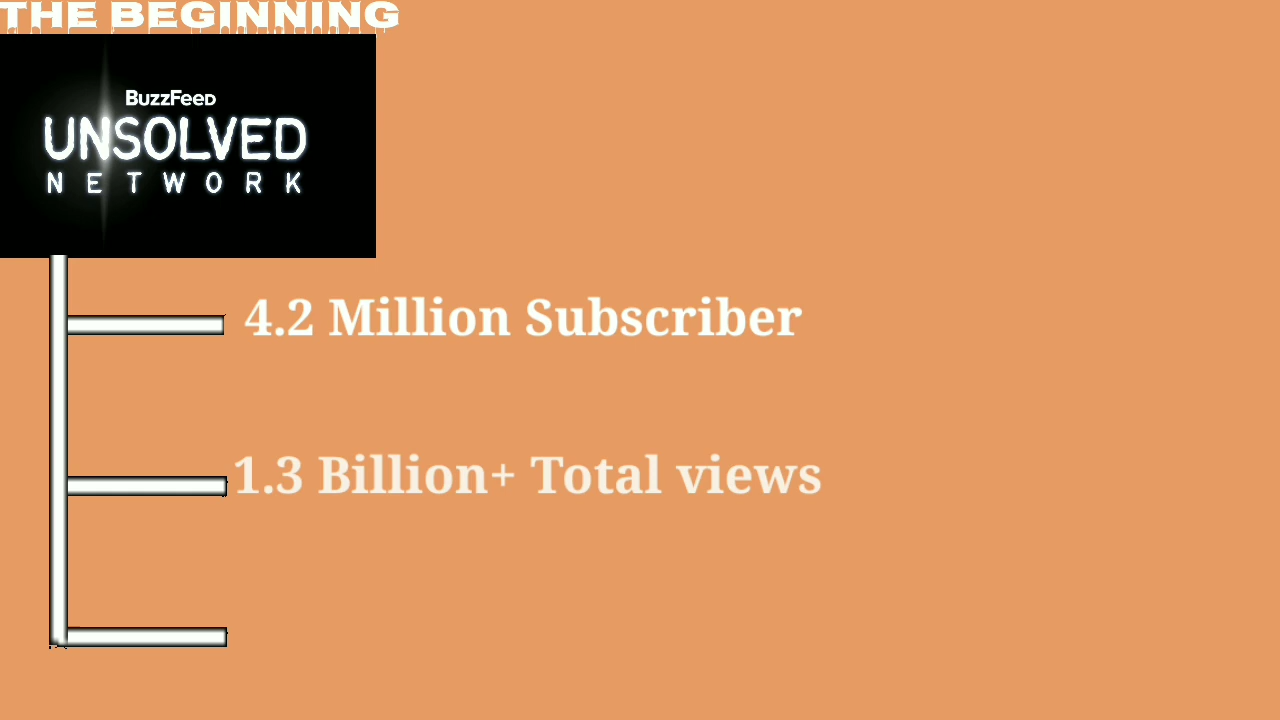 THE BEGINNING
BuzzFeed
UNSOLVED
NETWORK
4.2 Million Subscriber
1.3 Billion+ Total views